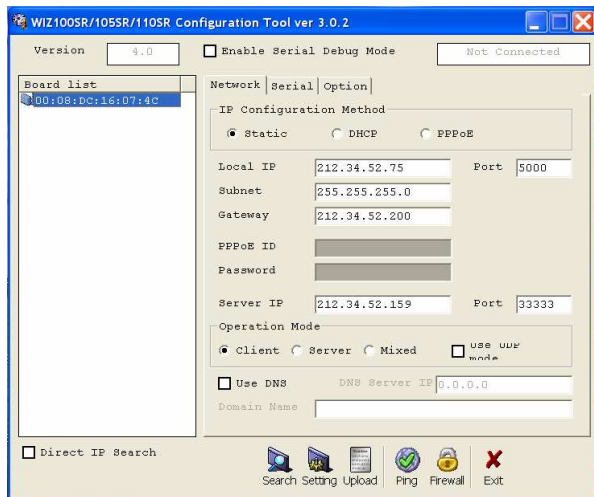 WIZ100SR/105SR/110SR Configuration Tool ver 3.0.2
Version 4.0 Enable Serial Debug Mode Not Connected
Board list
00:08:DC:16:07:4C
Network Serial Option
IP Configuration Method
Static DHCP PPPoE
Local IP 212.34.52.75 Port 5000
Subnet 255.255.255.0
Gateway 212.34.52.200
PPPoE ID
Password
Server IP 212.34.52.159 Port 33333
Operation Mode
Client Server Mixed Use UDP mode
Use DNS DNS Server IP 0.0.0.0
Domain Name
Direct IP Search
Search Setting Upload Ping Firewall Exit